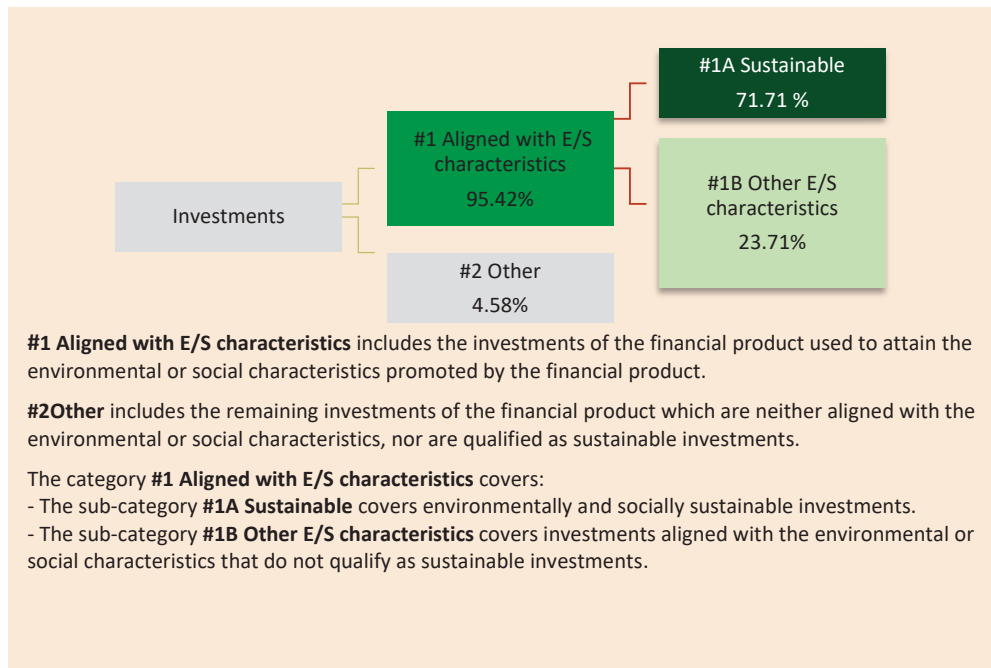 #1A Sustainable
71.71 %
#1 Aligned with E/S
characteristics
95.42%
#1B Other E/S
characteristics
23.71%
Investments
#2 Other
4.58%
#1 Aligned with E/S characteristics includes the investments of the financial product used to attain the
environmental or social characteristics promoted by the financial product.
#2Other includes the remaining investments of the financial product which are neither aligned with the
environmental or social characteristics, nor are qualified as sustainable investments.
The category #1 Aligned with E/S characteristics covers:
- The sub-category #1A Sustainable covers environmentally and socially sustainable investments.
- The sub-category #1B Other E/S characteristics covers investments aligned with the environmental or
social characteristics that do not qualify as sustainable investments.